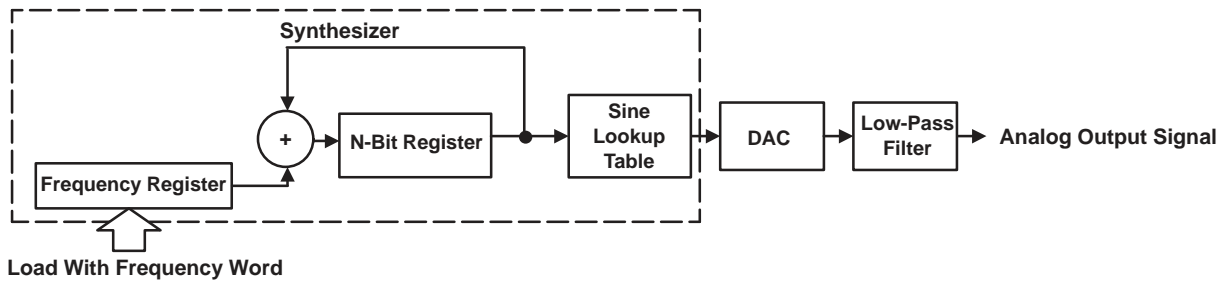 Synthesizer
+
N-Bit Register
Sine
Lookup
Table
DAC
Low-Pass
Filter
Analog Output Signal
Frequency Register
Load With Frequency Word